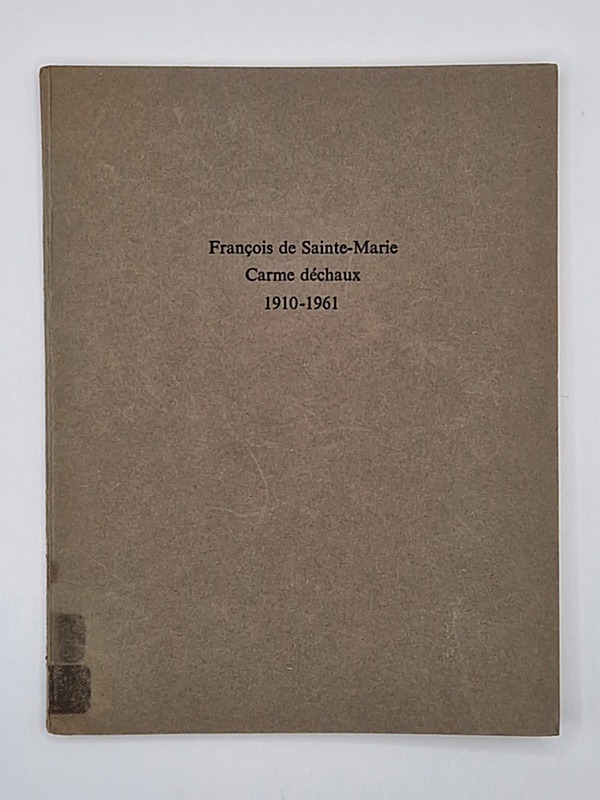 François de Sainte-Marie
Carme déchaux
1910-1961